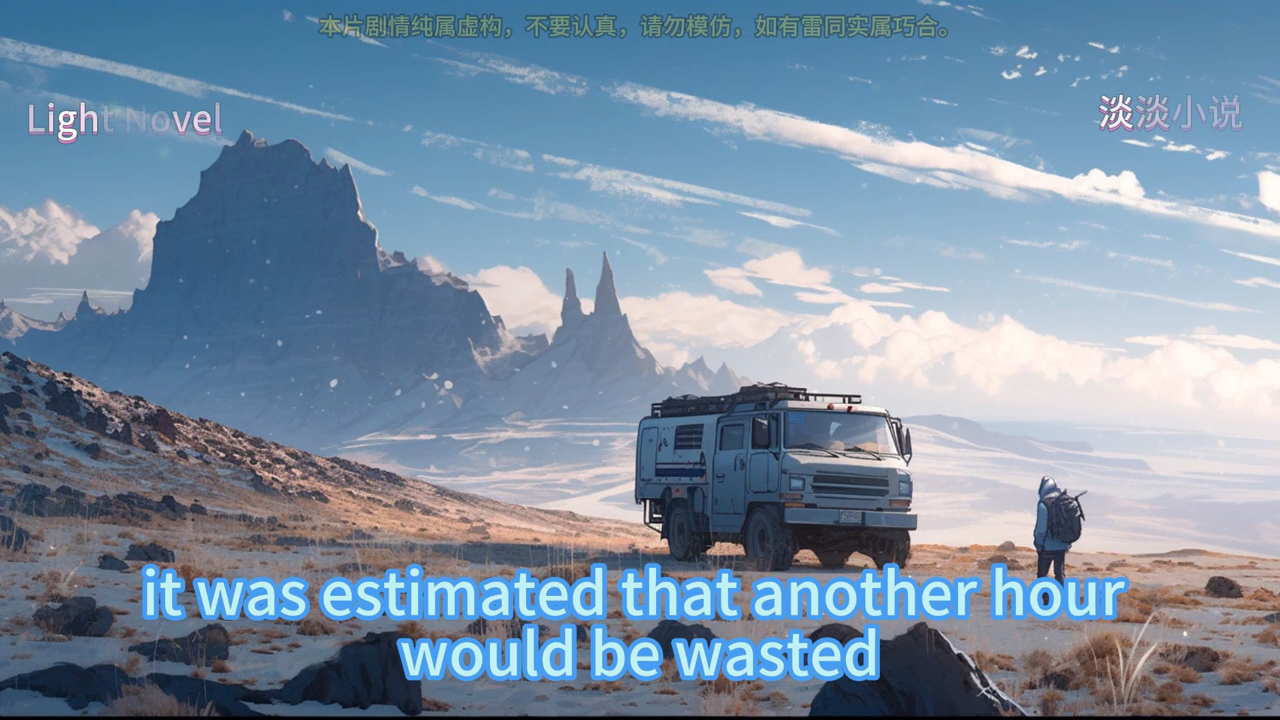 本片剧情纯属虚构，不要认真，请勿模仿，如有雷同实属巧合。
Light Novel
淡淡小说
it was estimated that another hour
would be wasted